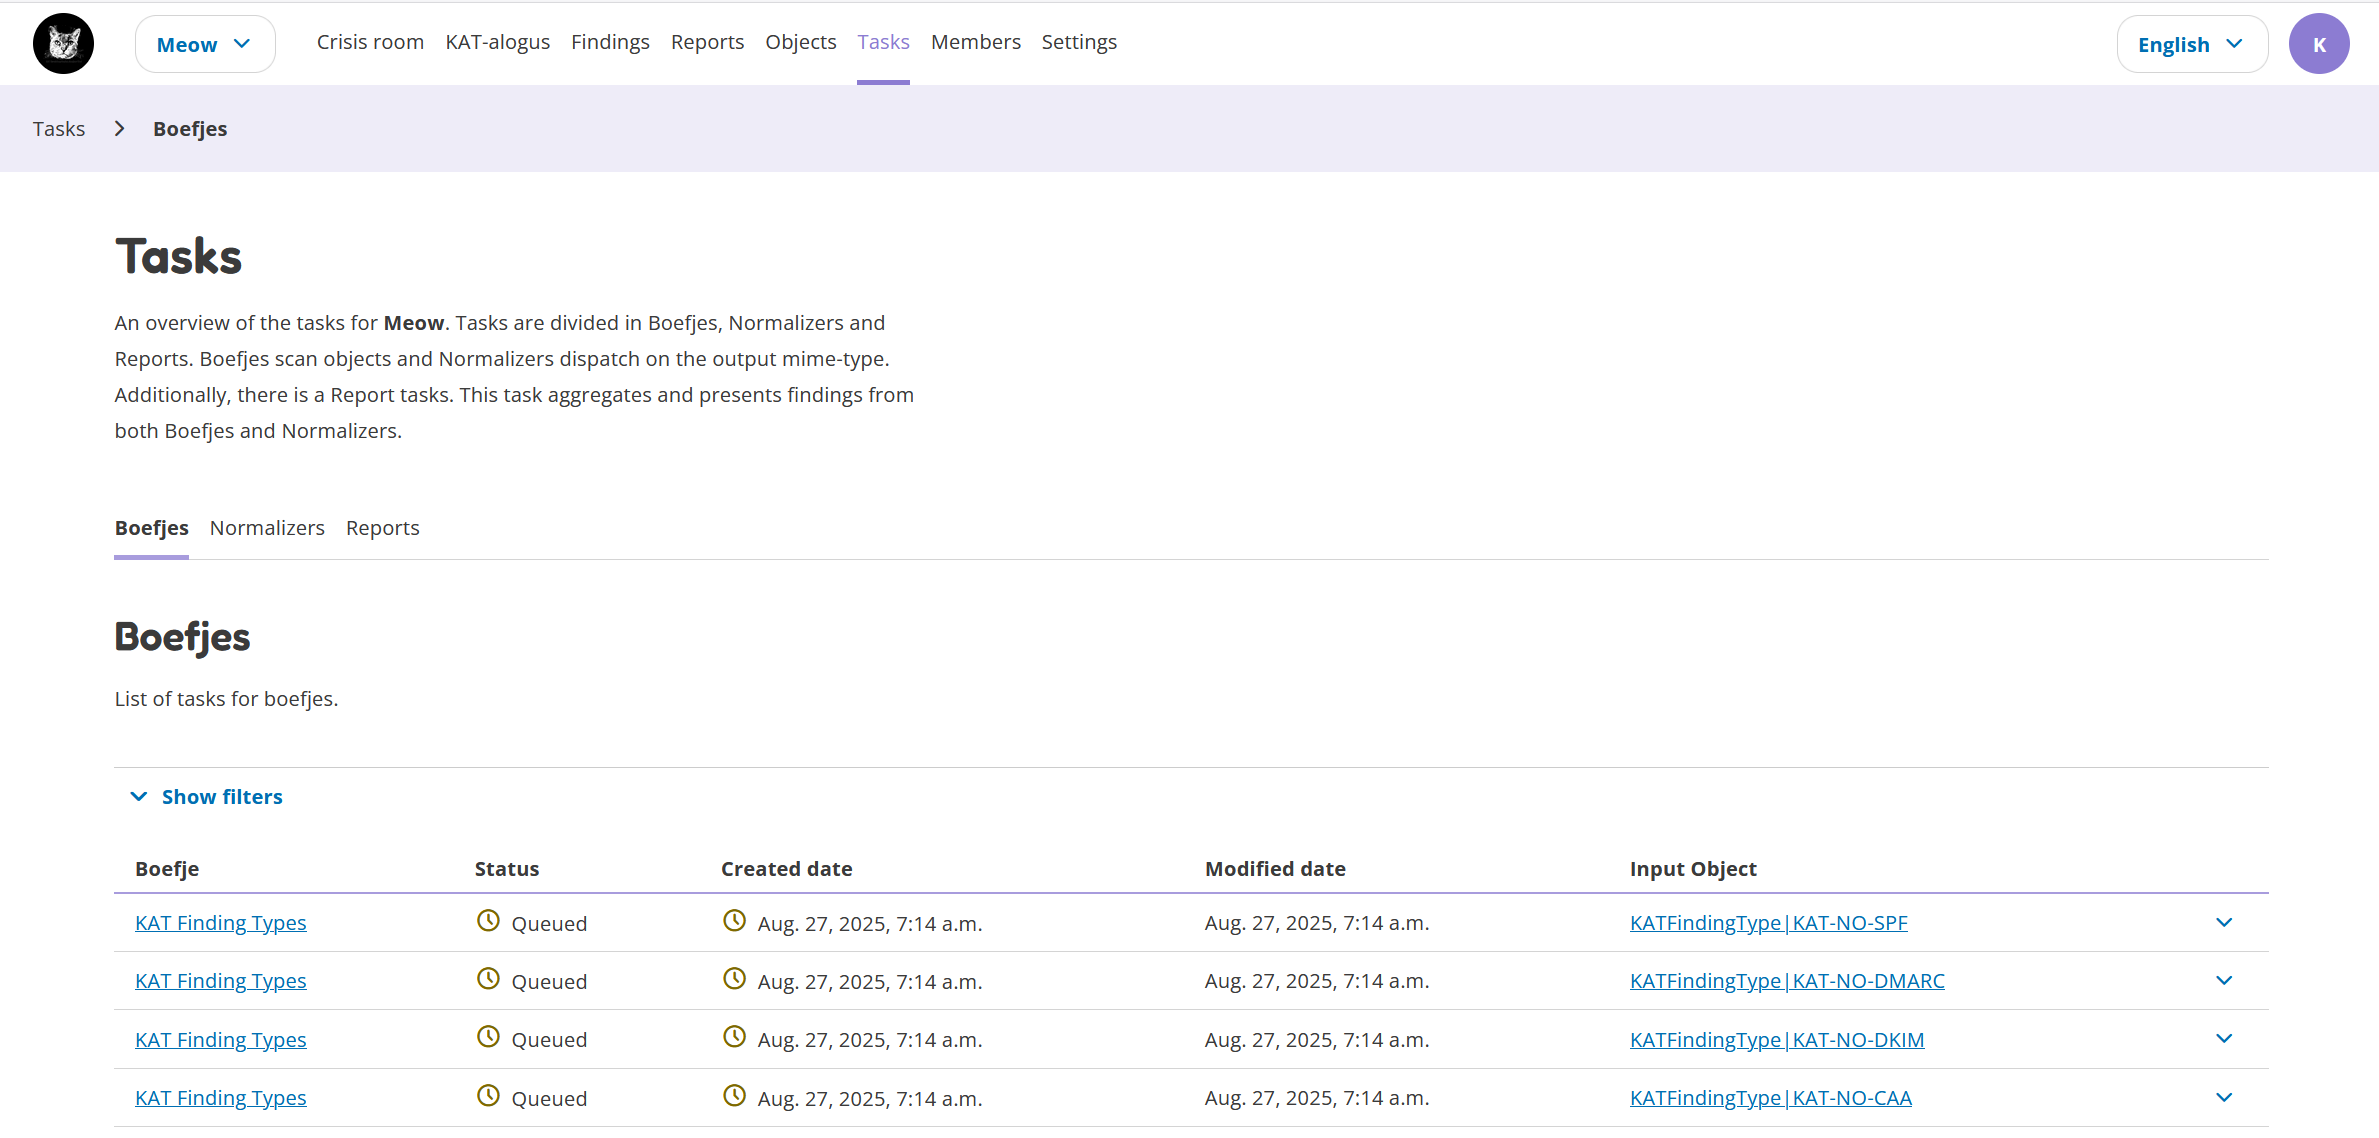 Meow Crisis room KAT-alogus Findings Reports Objects Tasks Members Settings English K
Tasks Boefjes
Tasks
An overview of the tasks for Meow. Tasks are divided in Boefjes, Normalizers and
Reports. Boefjes scan objects and Normalizers dispatch on the output mime-type.
Additionally, there is a Report tasks. This task aggregates and presents findings from
both Boefjes and Normalizers.
Boefjes Normalizers Reports
Boefjes
List of tasks for boefjes.
Show filters
Boefje Status Created date Modified date Input Object
KAT Finding Types Queued Aug. 27, 2025, 7:14 a.m. Aug. 27, 2025, 7:14 a.m. KATFindingType|KAT-NO-SPF
KAT Finding Types Queued Aug. 27, 2025, 7:14 a.m. Aug. 27, 2025, 7:14 a.m. KATFindingType|KAT-NO-DMARC
KAT Finding Types Queued Aug. 27, 2025, 7:14 a.m. Aug. 27, 2025, 7:14 a.m. KATFindingType|KAT-NO-DKIM
KAT Finding Types Queued Aug. 27, 2025, 7:14 a.m. Aug. 27, 2025, 7:14 a.m. KATFindingType|KAT-NO-CAA